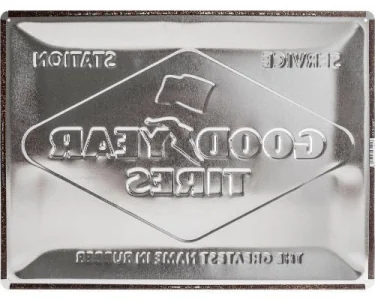 SERVICE STATION
GOOD YEAR
TIRES
THE GREATEST NAME IN RUBBER